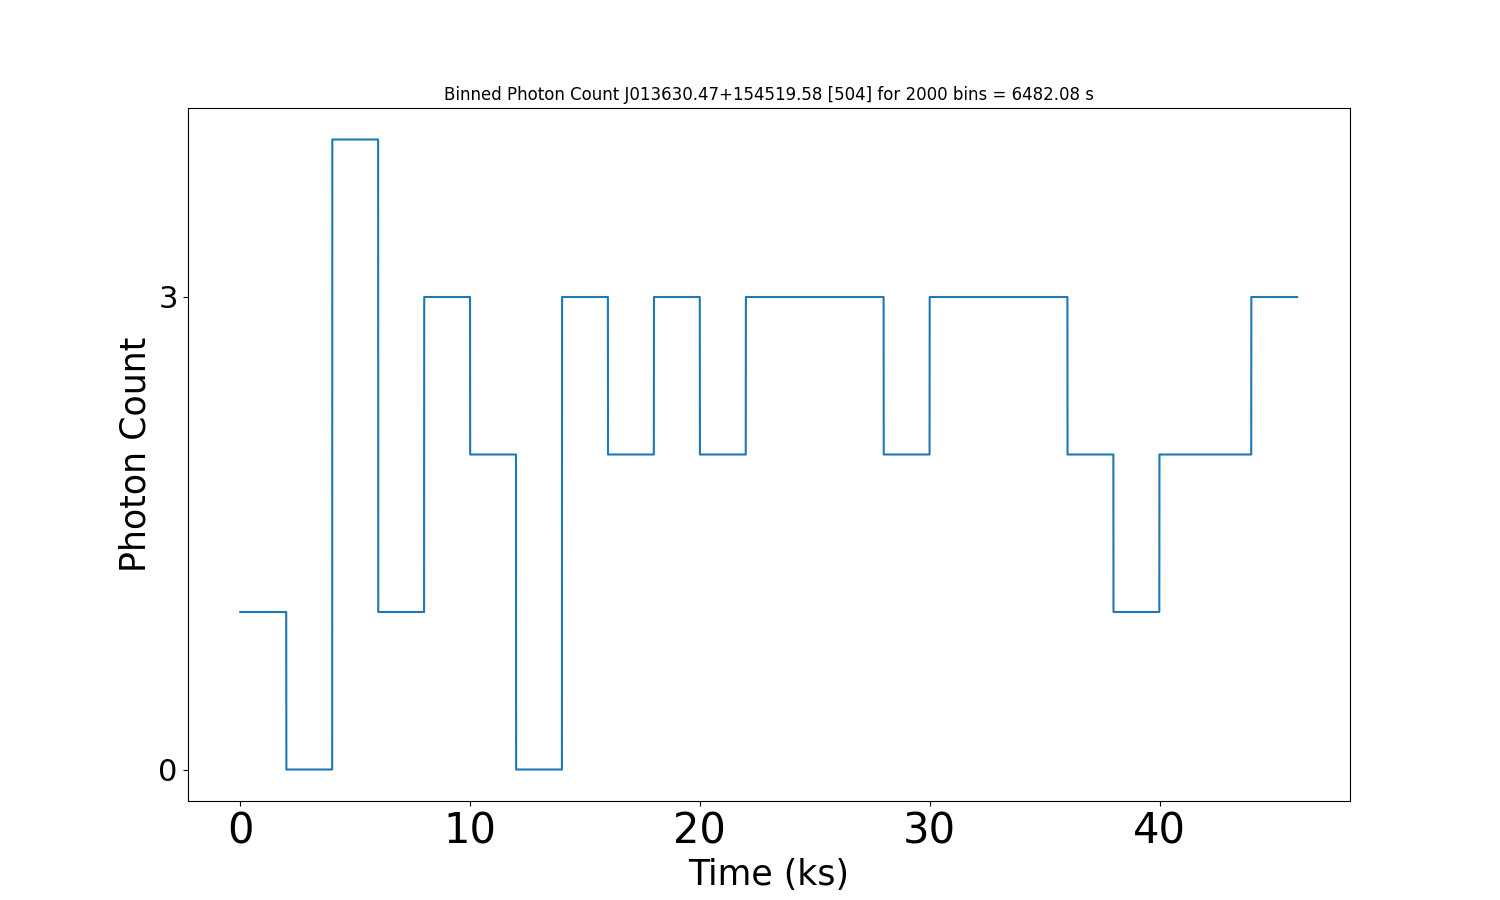 Binned Photon Count J013630.47+154519.58 [504] for 2000 bins = 6482.08 s
3
Photon Count
0
0 10 20 30 40
Time (ks)